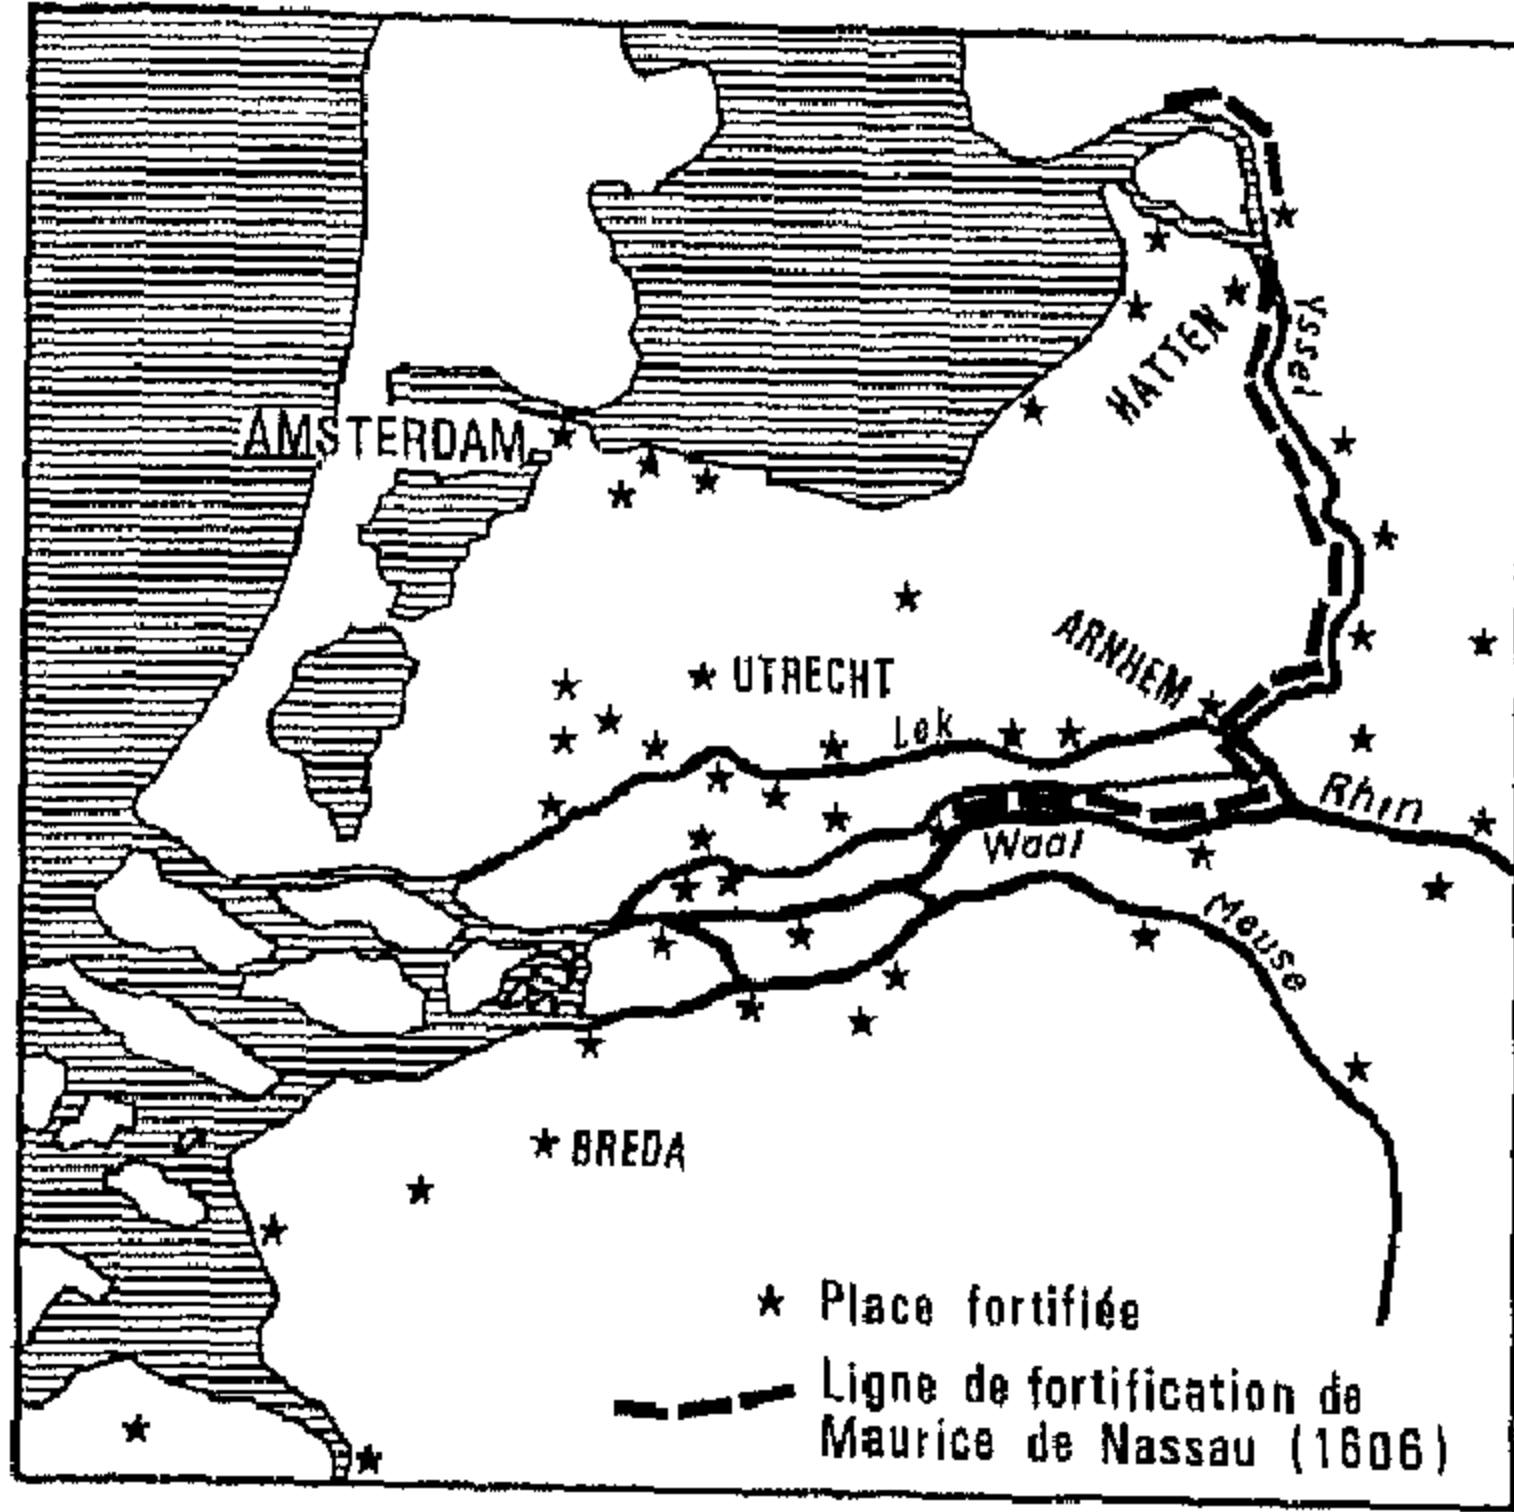 HATTEN
Yssel
AMSTERDAM
ARNHEM
UTRECHT
Lek
Rhin
Waal
Meuse
BREDA
Place fortifiée
Ligne de fortification de
Maurice de Nassau (1606)